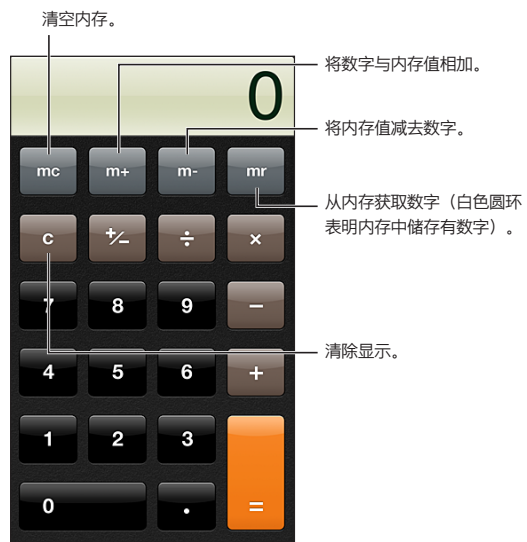 清空内存。
将数字与内存值相加。
0
将内存值减去数字。
mc m+ m- mr
从内存获取数字（白色圆环
表明内存中储存有数字）。
c +/− ÷ ×
7 8 9 −
清除显示。
4 5 6 +
1 2 3
0 . =